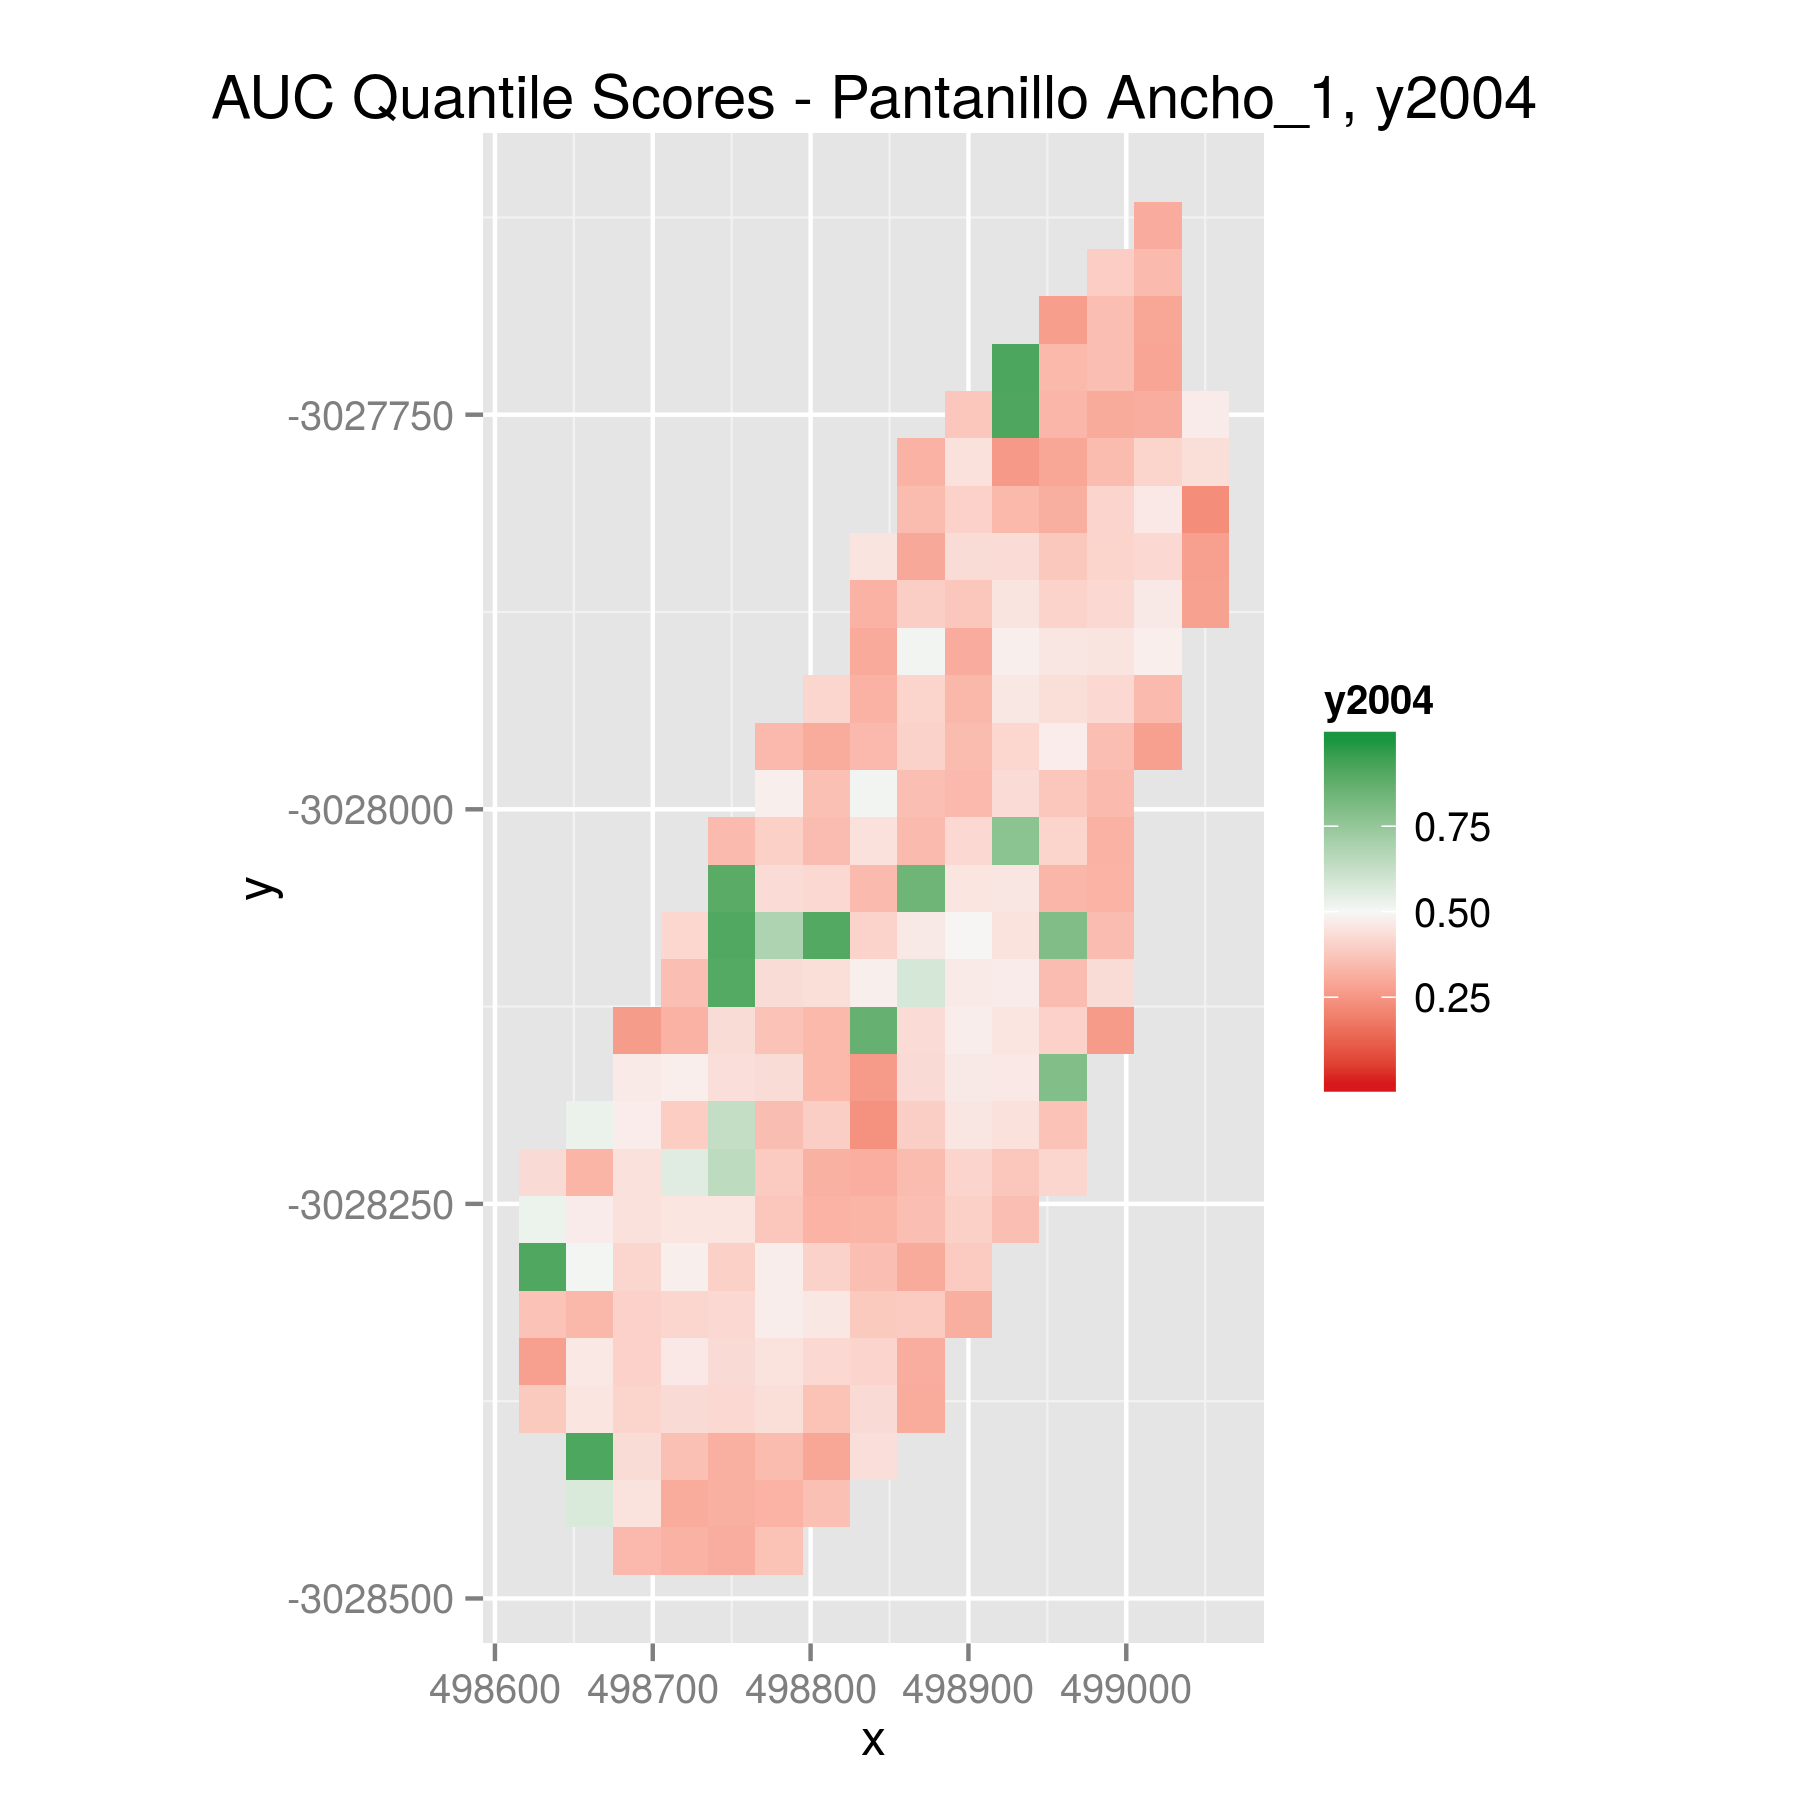 AUC Quantile Scores - Pantanillo Ancho_1, y2004
-3027750
-3028000
-3028250
-3028500
y
498600 498700 498800 498900 499000
x
y2004
0.75
0.50
0.25